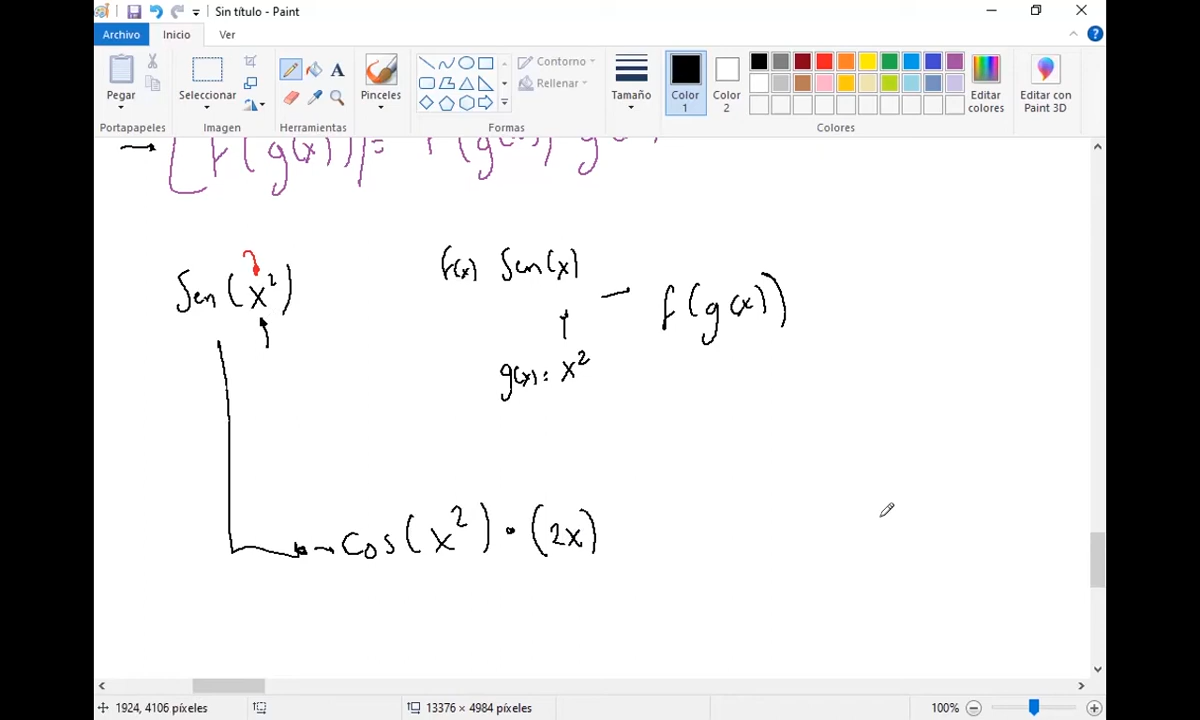 Sin título - Paint
Archivo Inicio Ver
Pegar Seleccionar Pinceles Contorno Rellenar Tamaño Color 1 Color 2 Editar colores Editar con Paint 3D
Portapapeles Imagen Herramientas Formas Colores
f(g(x)) = f(g(x)) g
Sen(x²) f(x) Sen(x)
f(g(x))
g(x): x²
Cos(x²) · (2x)
1924, 4106 píxeles 13376 × 4984 píxeles 100%